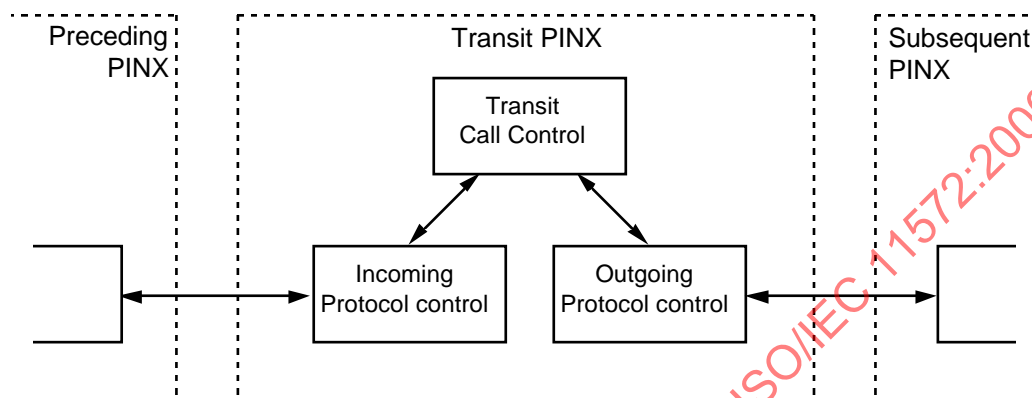 Preceding
PINX
Transit PINX
Subsequent
PINX
Transit
Call Control
Incoming
Protocol control
Outgoing
Protocol control
ISO/IEC 11572:200